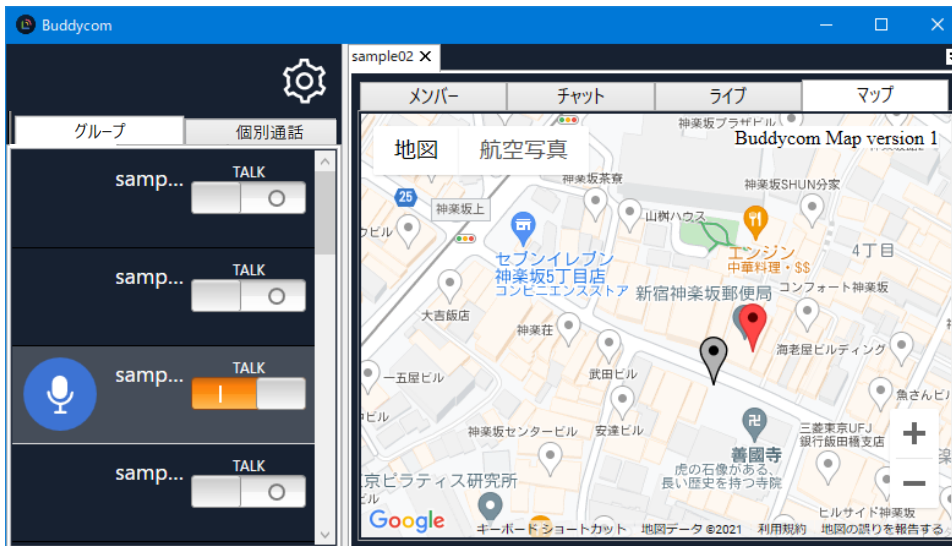 Buddycom
sample02
メンバー
チャット
ライブ
マップ
グループ
個別通話
samp...
TALK
samp...
TALK
samp...
TALK
samp...
TALK
地図
航空写真
Buddycom Map version 1
神楽坂プラザビル
神楽坂茶寮
神楽坂SHUN分家
25
神楽坂上
山桝ハウス
エンジン
中華料理・$$
4丁目
セブンイレブン
神楽坂5丁目店
コンビニエンスストア
新宿神楽坂郵便局
コンフォート神楽坂
大吉飯店
神楽荘
海老屋ビルディング
一五屋ビル
武田ビル
魚さんビ
神楽坂センタービル
安達ビル
三菱東京UFJ
銀行飯田橋支店
善國寺
虎の石像がある、
長い歴史を持つ寺院
京ピラティス研究所
ヒルサイド神楽坂
Google
キーボード ショートカット
地図データ ©2021
利用規約
地図の誤りを報告する